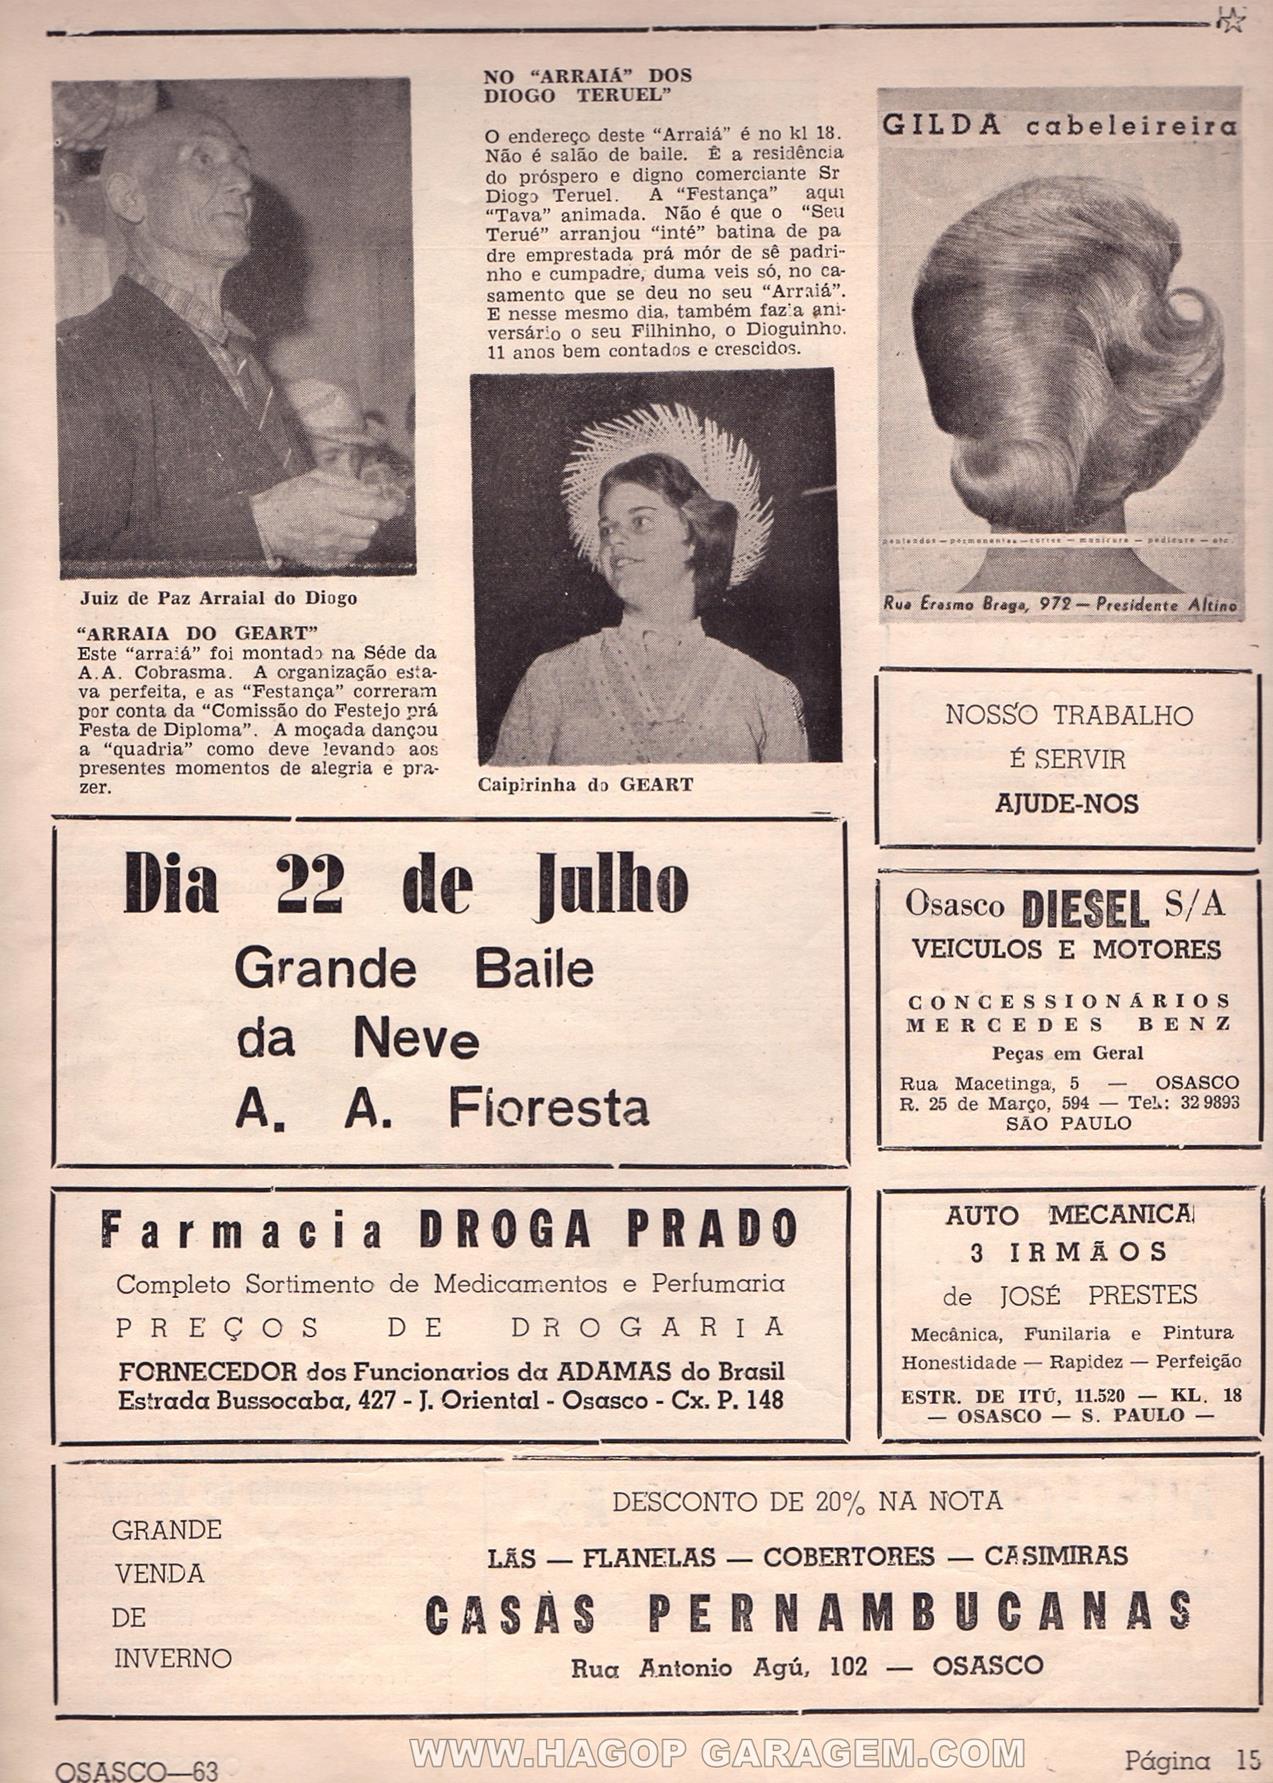 Juiz de Paz Arraial do Diogo
"ARRAIA DO GEART"
Este "arraiá" foi montado na Séde da
A.A. Cobrasma. A organização esta-
va perfeita, e as "Festança" correram
por conta da "Comissão do Festejo prá
Festa de Diploma". A moçada dançou
a "quadria" como deve levando aos
presentes momentos de alegria e pra-
zer.
NO "ARRAIÁ" DOS
DIOGO TERUEL"
O endereço deste "Arraiá" é no kl 18.
Não é salão de baile. É a residência
do próspero e digno comerciante Sr
Diogo Teruel. A "Festança" aqui
"Tava" animada. Não é que o "Seu
Terué" arranjou "inté" batina de pa
dre emprestada prá mór de sê padri-
nho e cumpadre, duma veis só, no ca-
samento que se deu no seu "Arraiá".
E nesse mesmo dia, também fazia ani-
versário o seu Filhinho, o Dioguinho.
11 anos bem contados e crescidos.
Caipirinha do GEART
GILDA cabeleireira
penteados — permanentes — cortes — manicure — pedicure — etc.
Rua Erasmo Braga, 972 — Presidente Altino
NOSSO TRABALHO
É SERVIR
AJUDE-NOS
Dia 22 de Julho
Grande Baile
da Neve
A. A. Floresta
Osasco DIESEL S/A
VEICULOS E MOTORES
CONCESSIONÁRIOS
MERCEDES BENZ
Peças em Geral
Rua Macetinga, 5 — OSASCO
R. 25 de Março, 594 — Tel.: 32 9893
SÃO PAULO
Farmacia DROGA PRADO
Completo Sortimento de Medicamentos e Perfumaria
PREÇOS DE DROGARIA
FORNECEDOR dos Funcionarios da ADAMAS do Brasil
Estrada Bussocaba, 427 - J. Oriental - Osasco - Cx. P. 148
AUTO MECANICA
3 IRMÃOS
de JOSÉ PRESTES
Mecânica, Funilaria e Pintura
Honestidade — Rapidez — Perfeição
ESTR. DE ITÚ, 11.520 — KL. 18
— OSASCO — S. PAULO —
GRANDE
VENDA
DE
INVERNO
DESCONTO DE 20% NA NOTA
LÃS — FLANELAS — COBERTORES — CASIMIRAS
CASAS PERNAMBUCANAS
Rua Antonio Agú, 102 — OSASCO
OSASCO—63
WWW.HAGOP GARAGEM.COM
Página 15